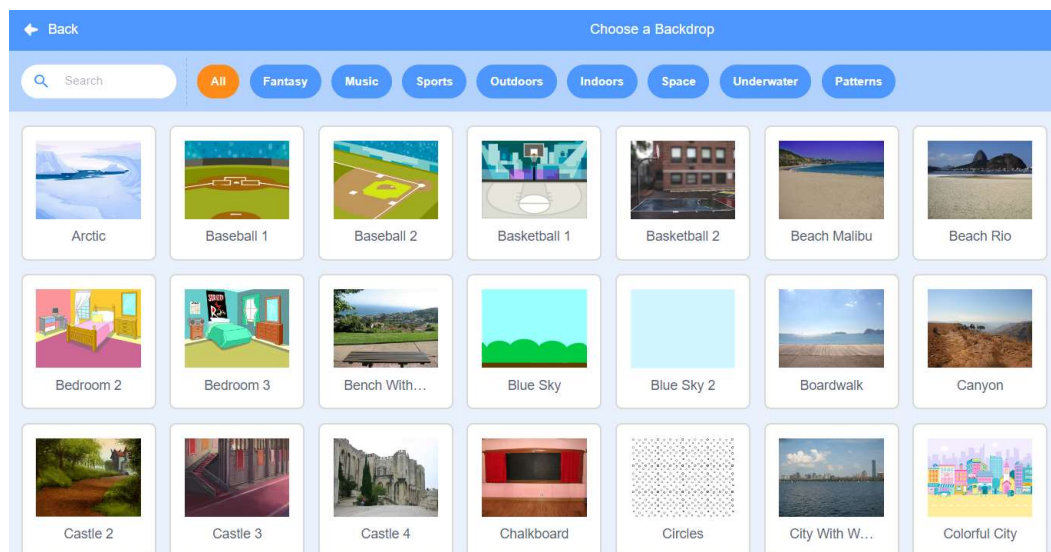 Back
Choose a Backdrop
Search
All
Fantasy
Music
Sports
Outdoors
Indoors
Space
Underwater
Patterns
Arctic
Baseball 1
Baseball 2
Basketball 1
Basketball 2
Beach Malibu
Beach Rio
Bedroom 2
Bedroom 3
Bench With...
Blue Sky
Blue Sky 2
Boardwalk
Canyon
Castle 2
Castle 3
Castle 4
Chalkboard
Circles
City With W...
Colorful City